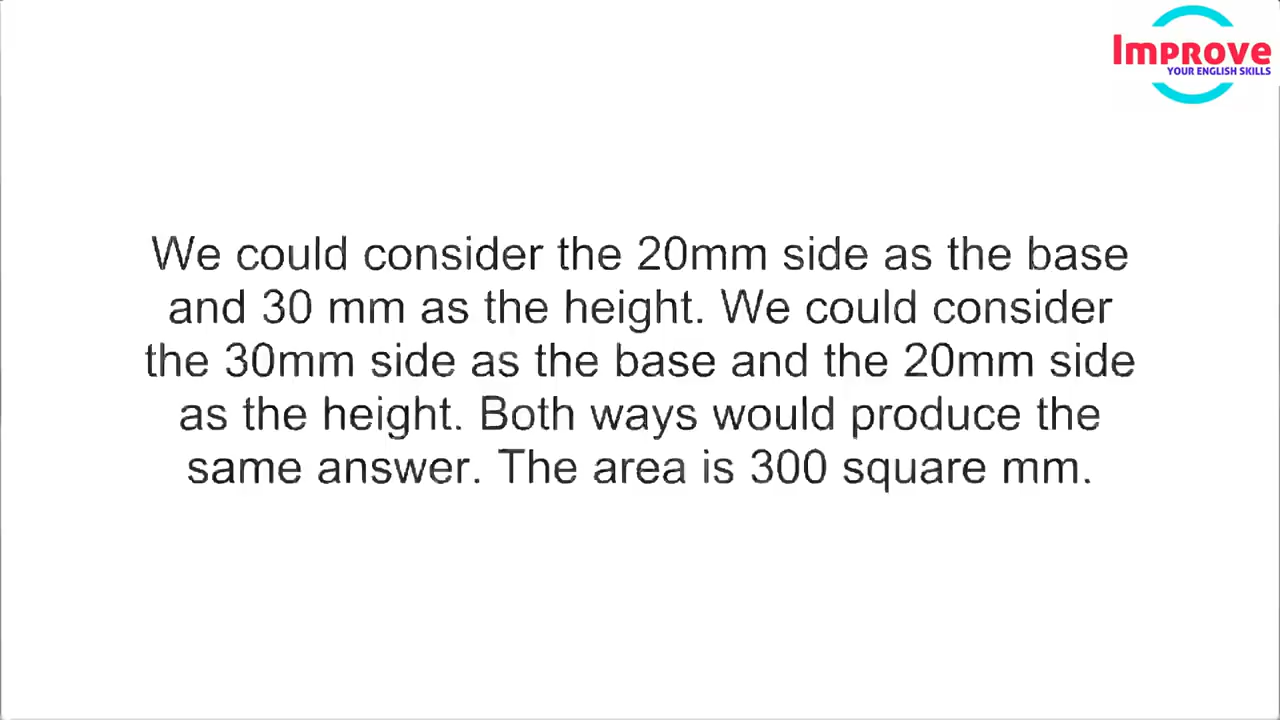 Improve
YOUR ENGLISH SKILLS
We could consider the 20mm side as the base
and 30 mm as the height. We could consider
the 30mm side as the base and the 20mm side
as the height. Both ways would produce the
same answer. The area is 300 square mm.